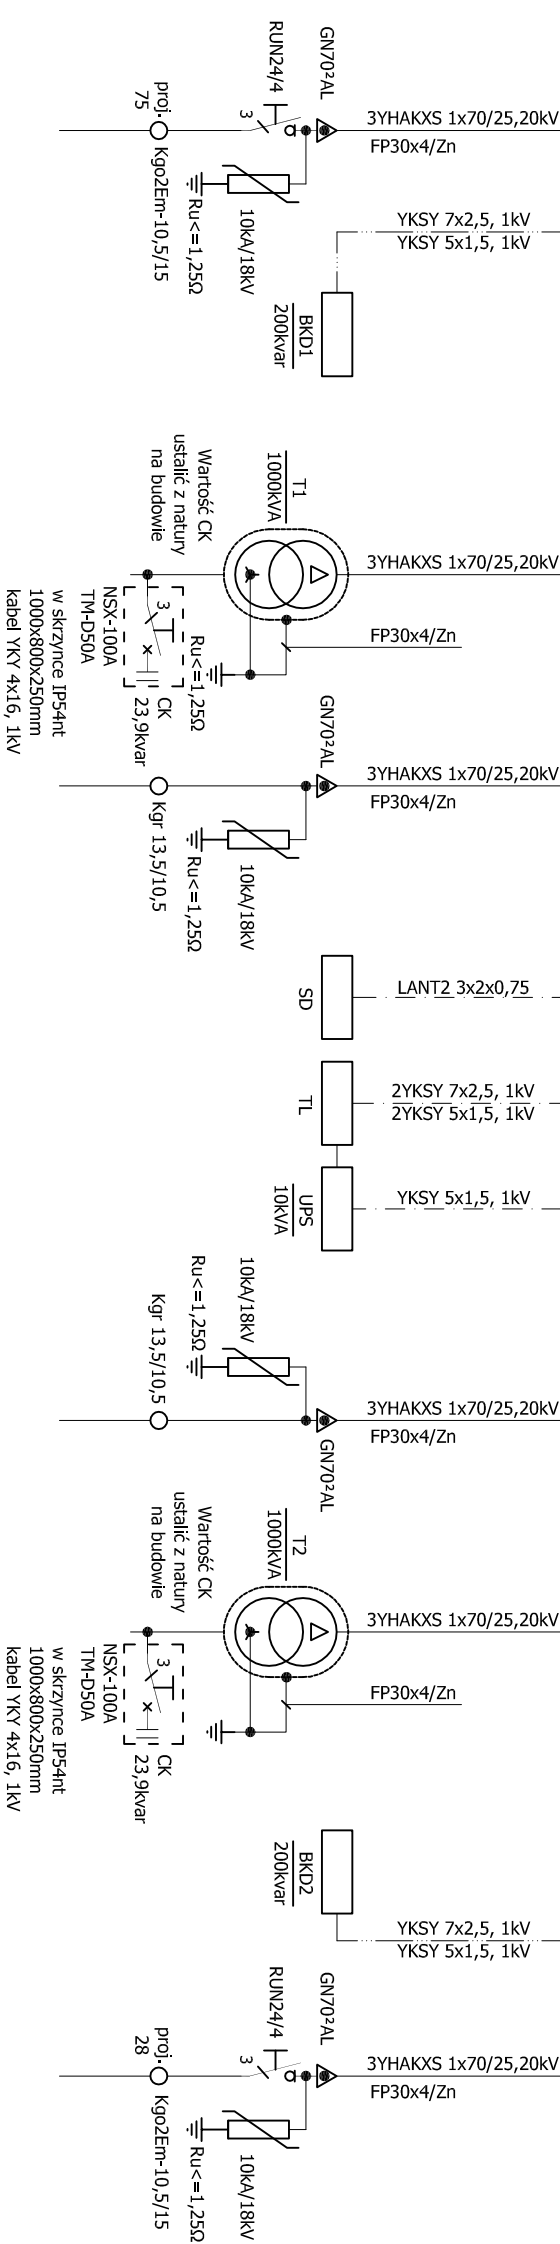 GN70²AL
RUN24/4
3
3YHAKXS 1x70/25,20kV
FP30x4/Zn
proj.
75
Kgo2Em-10,5/15
Ru<=1,25Ω
10kA/18kV
YKSY 7x2,5, 1kV
YKSY 5x1,5, 1kV
BKD1
200kvar
T1
1000kVA
Wartość CK
ustalić z natury
na budowie
3YHAKXS 1x70/25,20kV
FP30x4/Zn
Ru<=1,25Ω
3
NSX-100A
TM-D50A
CK
23,9kvar
w skrzynce IP54nt
1000x800x250mm
kabel YKY 4x16, 1kV
GN70²AL
3YHAKXS 1x70/25,20kV
FP30x4/Zn
Kgr 13,5/10,5
Ru<=1,25Ω
10kA/18kV
SD
LANT2 3x2x0,75
TL
2YKSY 7x2,5, 1kV
2YKSY 5x1,5, 1kV
UPS
10kVA
YKSY 5x1,5, 1kV
10kA/18kV
Ru<=1,25Ω
Kgr 13,5/10,5
3YHAKXS 1x70/25,20kV
FP30x4/Zn
GN70²AL
T2
1000kVA
Wartość CK
ustalić z natury
na budowie
3YHAKXS 1x70/25,20kV
FP30x4/Zn
3
NSX-100A
TM-D50A
CK
23,9kvar
w skrzynce IP54nt
1000x800x250mm
kabel YKY 4x16, 1kV
BKD2
200kvar
YKSY 7x2,5, 1kV
YKSY 5x1,5, 1kV
GN70²AL
RUN24/4
3
3YHAKXS 1x70/25,20kV
FP30x4/Zn
proj.
28
Kgo2Em-10,5/15
Ru<=1,25Ω
10kA/18kV